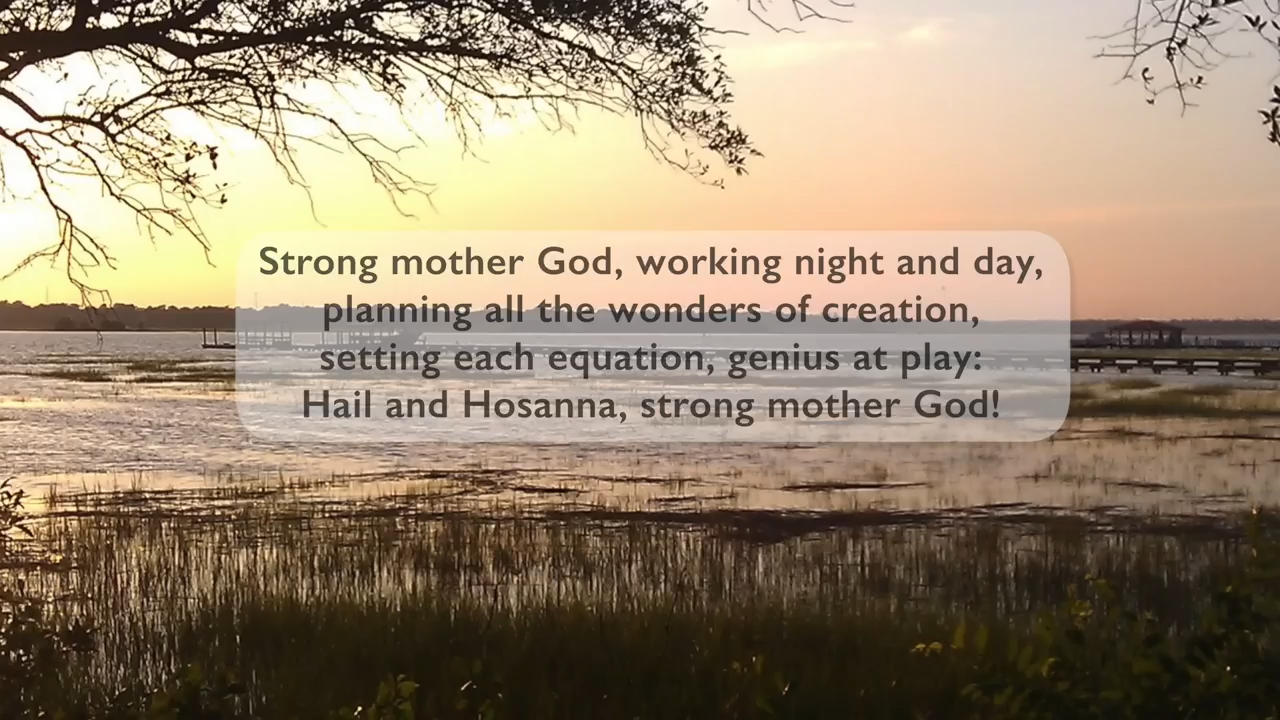 Strong mother God, working night and day,
planning all the wonders of creation,
setting each equation, genius at play:
Hail and Hosanna, strong mother God!